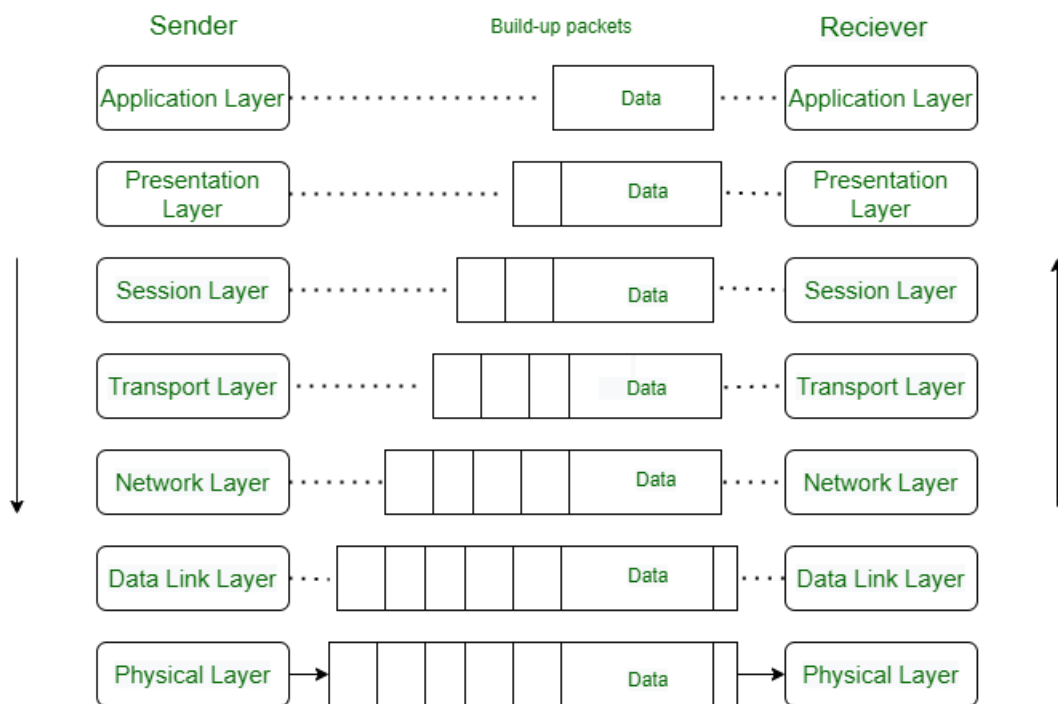 Sender Build-up packets Reciever
Application Layer Data Application Layer
Presentation Layer Data Presentation Layer
Session Layer Data Session Layer
Transport Layer Data Transport Layer
Network Layer Data Network Layer
Data Link Layer Data Data Link Layer
Physical Layer Data Physical Layer